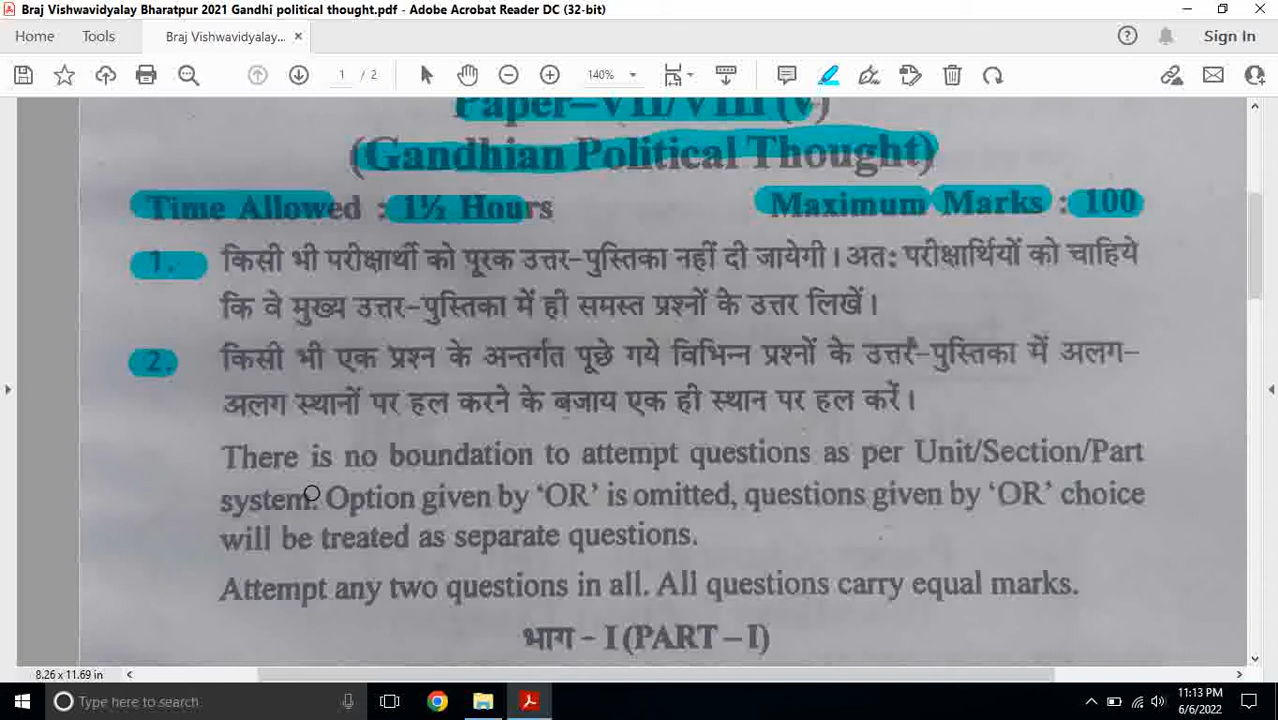 Braj Vishwavidyalay Bharatpur 2021 Gandhi political thought.pdf - Adobe Acrobat Reader DC (32-bit)
Home Tools Braj Vishwavidyalay... × Sign In
1 / 2 140%
Paper–VII/VIII (v)
(Gandhian Political Thought)
Time Allowed : 1½ Hours Maximum Marks : 100
1. किसी भी परीक्षार्थी को पूरक उत्तर-पुस्तिका नहीं दी जायेगी। अतः परीक्षार्थियों को चाहिये
कि वे मुख्य उत्तर-पुस्तिका में ही समस्त प्रश्नों के उत्तर लिखें।
2. किसी भी एक प्रश्न के अन्तर्गत पूछे गये विभिन्न प्रश्नों के उत्तर-पुस्तिका में अलग-
अलग स्थानों पर हल करने के बजाय एक ही स्थान पर हल करें।
There is no boundation to attempt questions as per Unit/Section/Part
system. Option given by ‘OR’ is omitted, questions given by ‘OR’ choice
will be treated as separate questions.
Attempt any two questions in all. All questions carry equal marks.
भाग - I (PART – I)
8.26 x 11.69 in
Type here to search
11:13 PM
6/6/2022